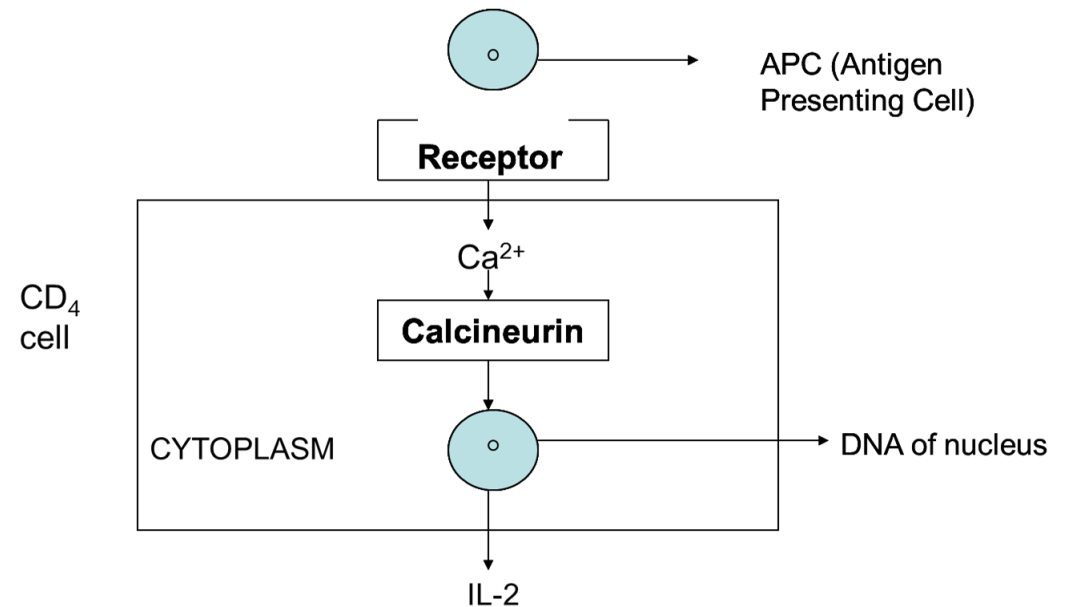 APC (Antigen
Presenting Cell)
Receptor
Ca²⁺
CD₄
cell
Calcineurin
CYTOPLASM
DNA of nucleus
IL-2